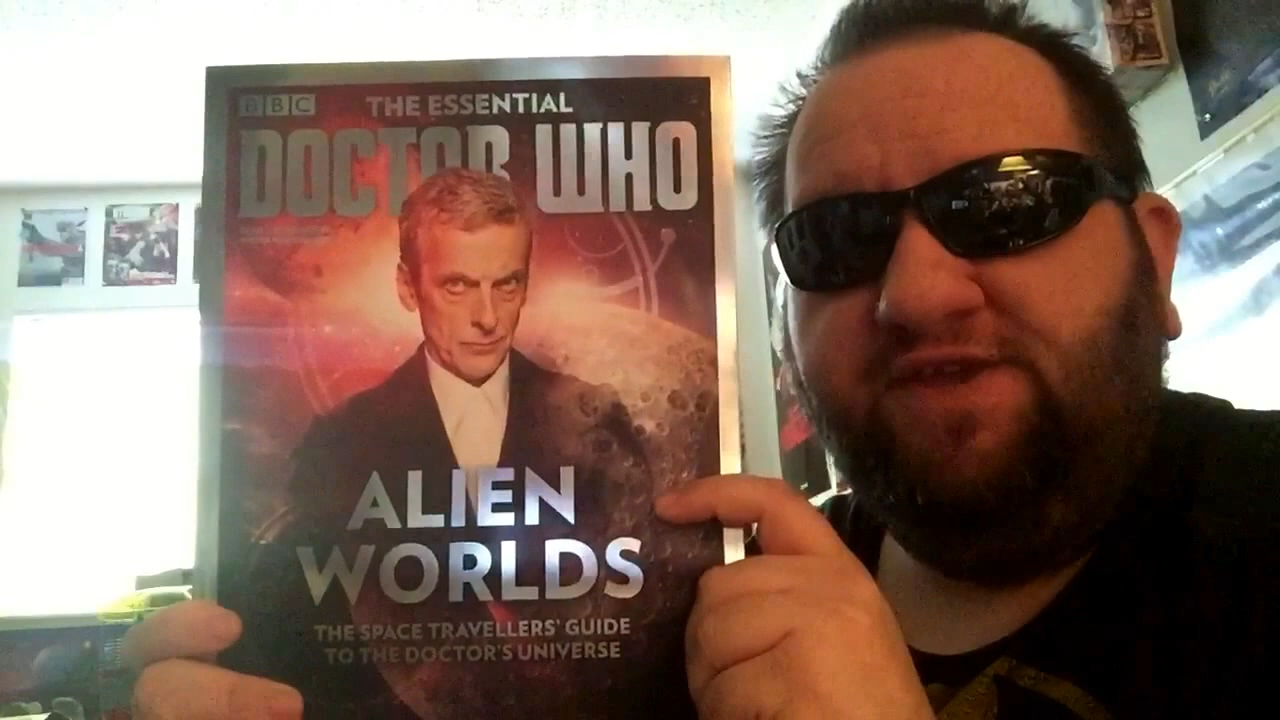 BBC
THE ESSENTIAL
DOCTOR WHO
ALIEN
WORLDS
THE SPACE TRAVELLERS' GUIDE
TO THE DOCTOR'S UNIVERSE